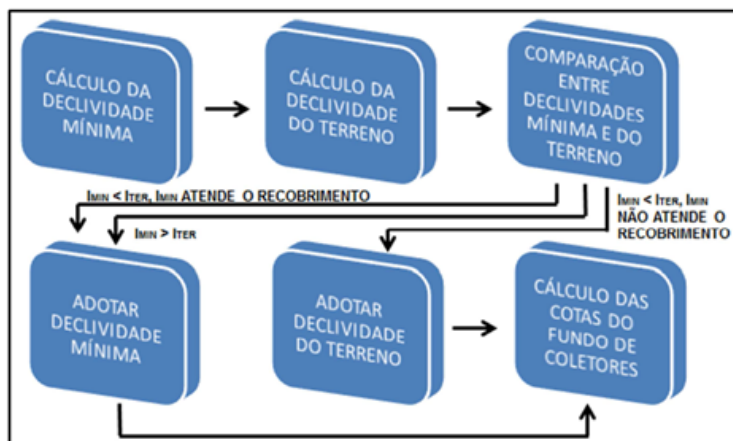 CÁLCULO DA
DECLIVIDADE
MÍNIMA
CÁLCULO DA
DECLIVIDADE
DO TERRENO
COMPARAÇÃO
ENTRE
DECLIVIDADES
MÍNIMA E DO
TERRENO
IMIN < ITER, IMIN ATENDE O RECOBRIMENTO
IMIN > ITER
IMIN < ITER, IMIN
NÃO ATENDE O
RECOBRIMENTO
ADOTAR
DECLIVIDADE
MÍNIMA
ADOTAR
DECLIVIDADE
DO TERRENO
CÁLCULO DAS
COTAS DO
FUNDO DE
COLETORES